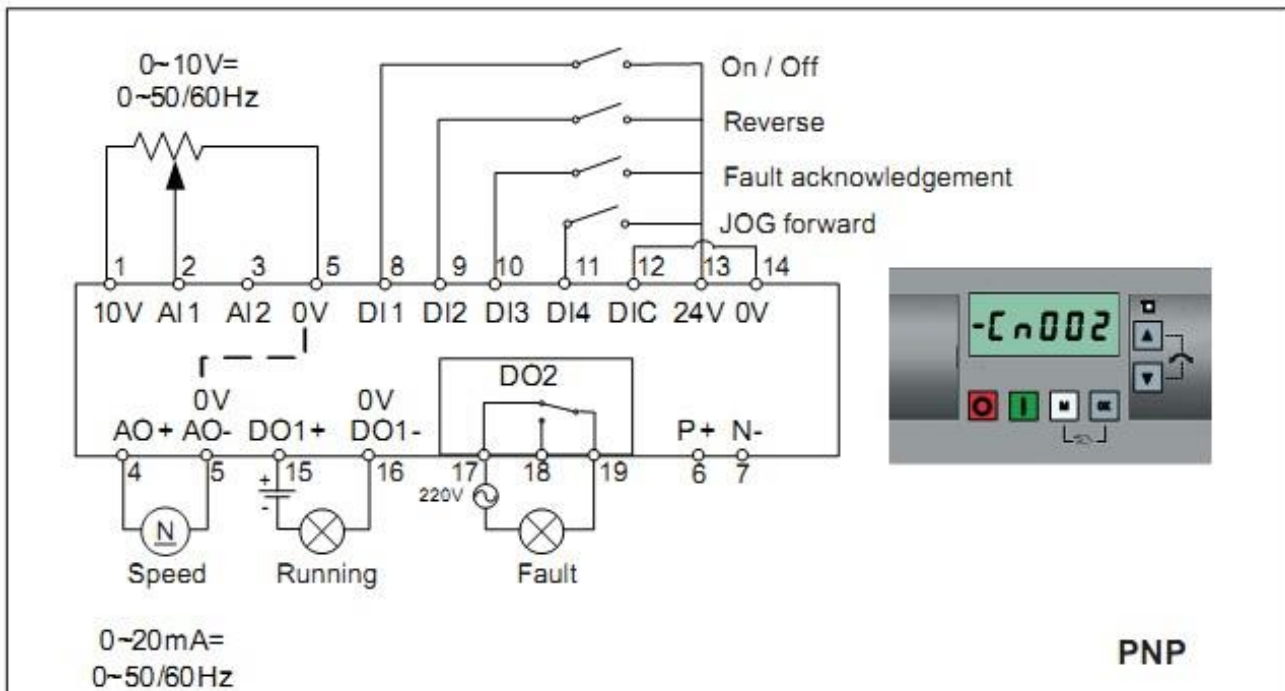 0~10V=
0~50/60Hz
On / Off
Reverse
Fault acknowledgement
JOG forward
1 2 3 5 8 9 10 11 12 13 14
10V AI1 AI2 0V DI1 DI2 DI3 DI4 DIC 24V 0V
-Cn002
M OK
DO2
0V 0V
AO+ AO- DO1+ DO1- P+ N-
4 5 15 16 17 18 19 6 7
+
-
220V
N
Speed Running Fault
0~20mA=
0~50/60Hz
PNP